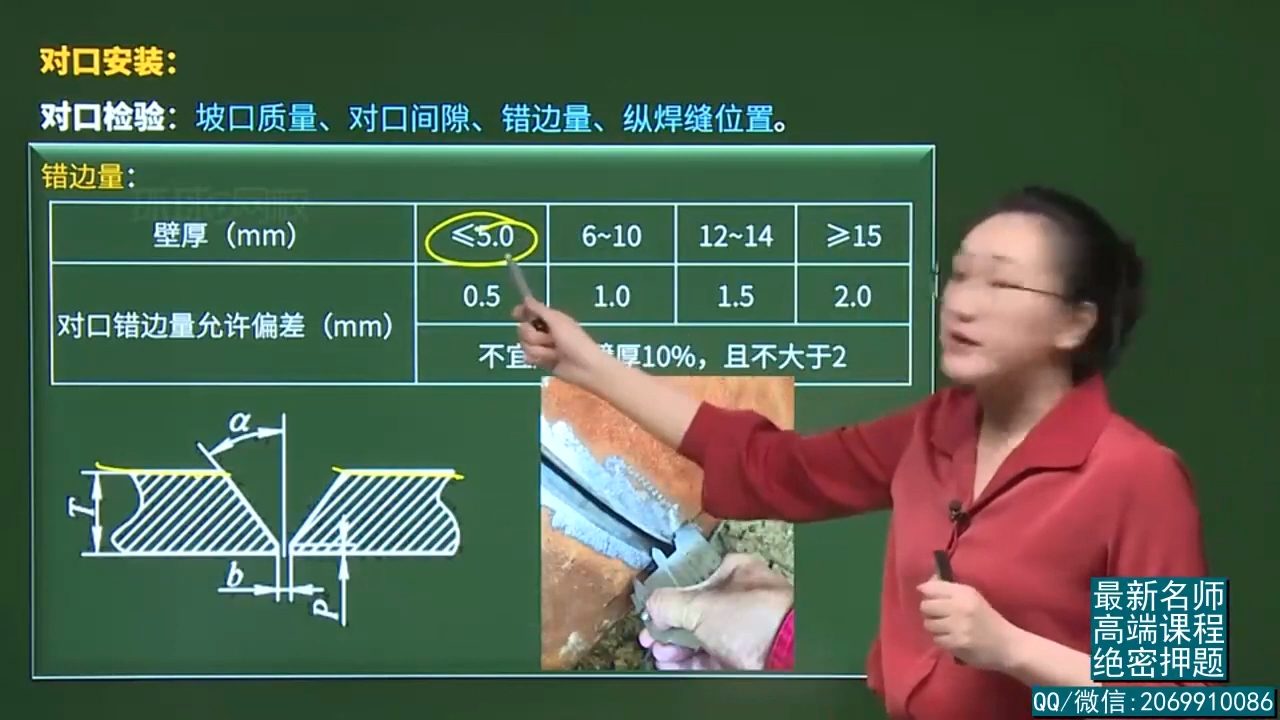 对口安装：
对口检验：坡口质量、对口间隙、错边量、纵焊缝位置。
错边量：
壁厚（mm） ≤5.0 6~10 12~14 ≥15
对口错边量允许偏差（mm） 0.5 1.0 1.5 2.0
不宜 壁厚10%，且不大于2
α
T
b
P
最新名师
高端课程
绝密押题
QQ/微信:2069910086